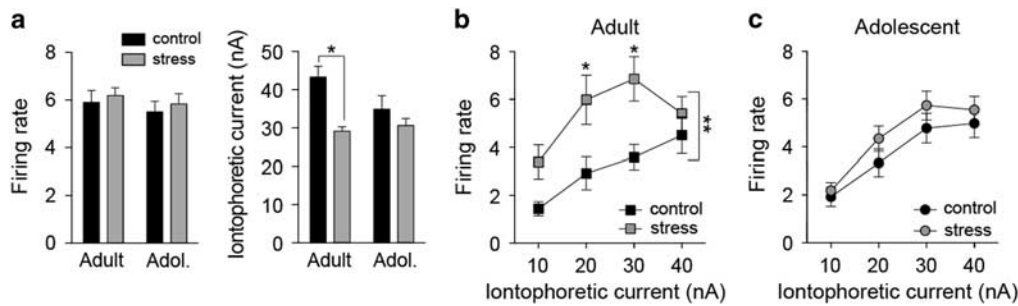 a
Firing rate
8
6
4
2
0
control
stress
Adult Adol.
Iontophoretic current (nA)
50
40
30
20
10
0
*
Adult Adol.
b
Adult
Firing rate
8
6
4
2
0
* *
**
control
stress
10 20 30 40
Iontophoretic current (nA)
c
Adolescent
Firing rate
8
6
4
2
0
control
stress
10 20 30 40
Iontophoretic current (nA)